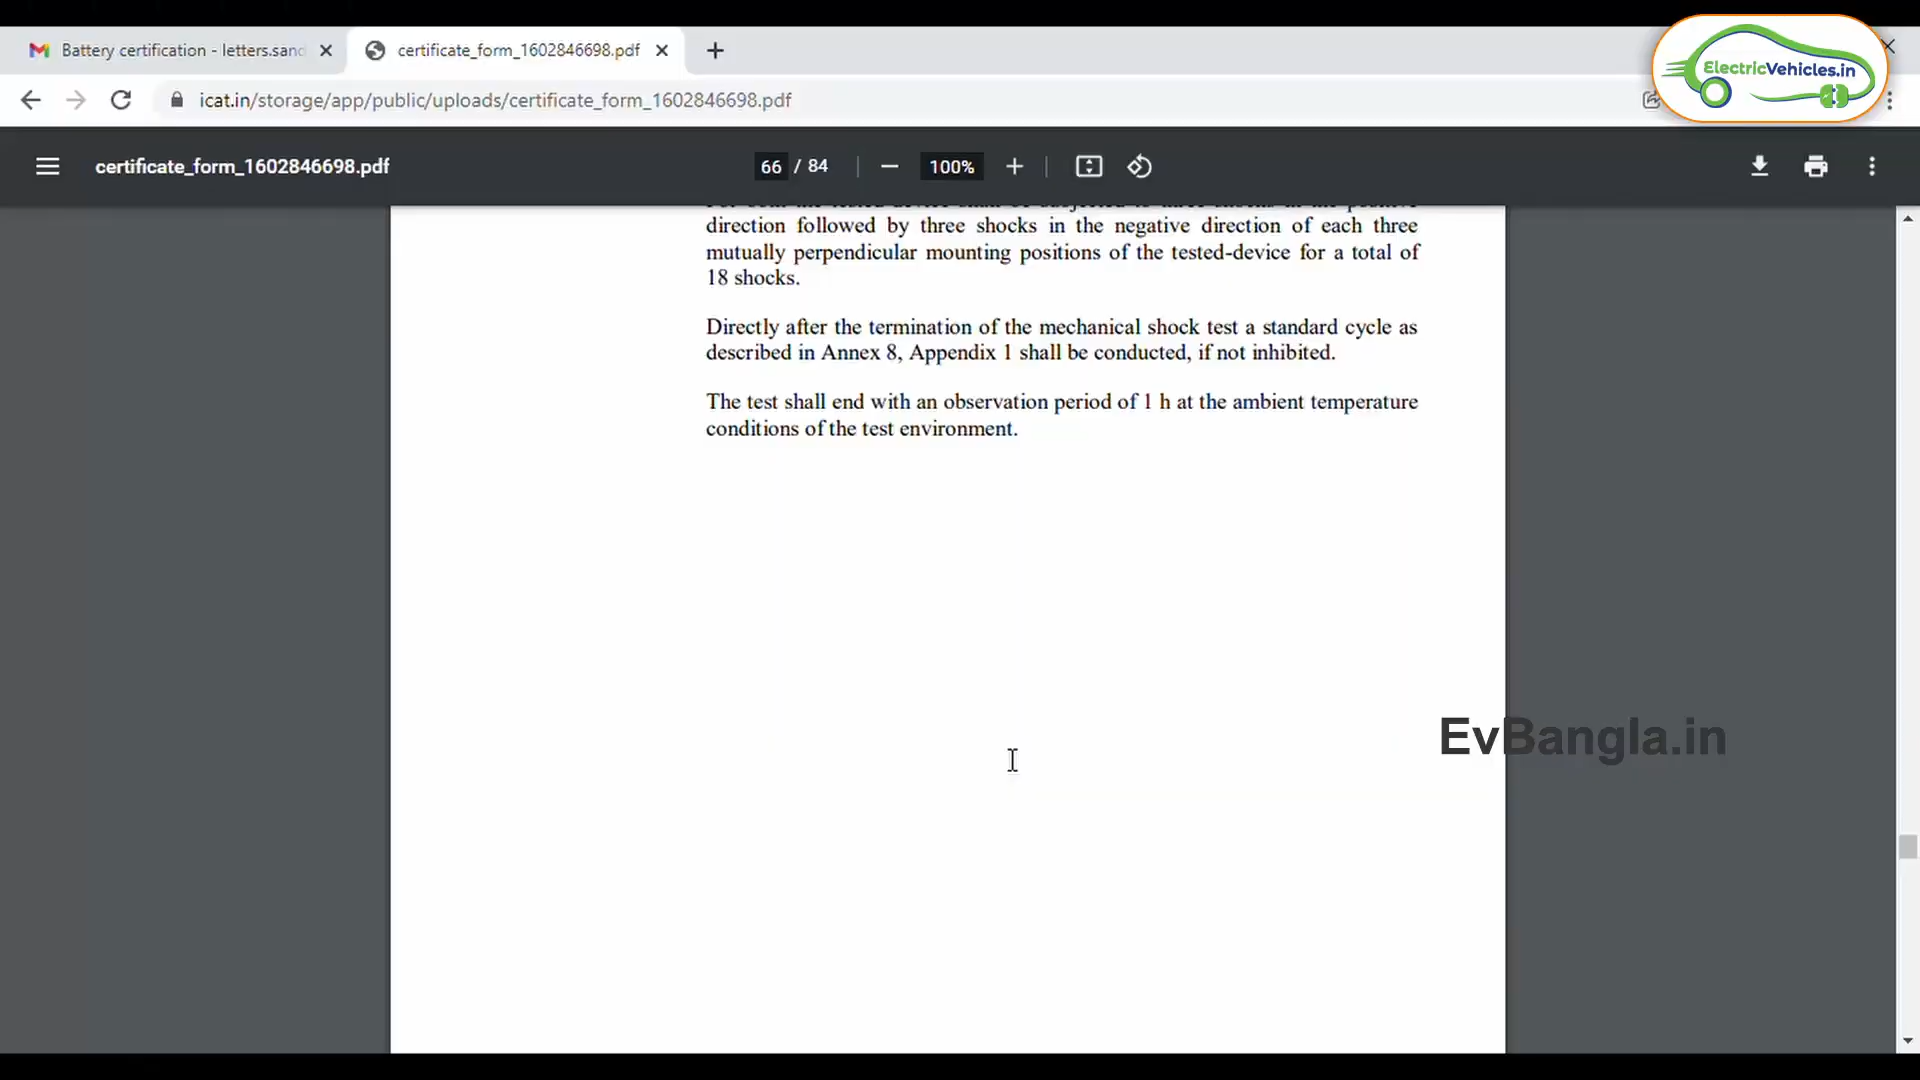 Battery certification - letters.sand
certificate_form_1602846698.pdf
ElectricVehicles.in
icat.in/storage/app/public/uploads/certificate_form_1602846698.pdf
certificate_form_1602846698.pdf
66 / 84
100%
direction followed by three shocks in the negative direction of each three
mutually perpendicular mounting positions of the tested-device for a total of
18 shocks.
Directly after the termination of the mechanical shock test a standard cycle as
described in Annex 8, Appendix 1 shall be conducted, if not inhibited.
The test shall end with an observation period of 1 h at the ambient temperature
conditions of the test environment.
EvBangla.in